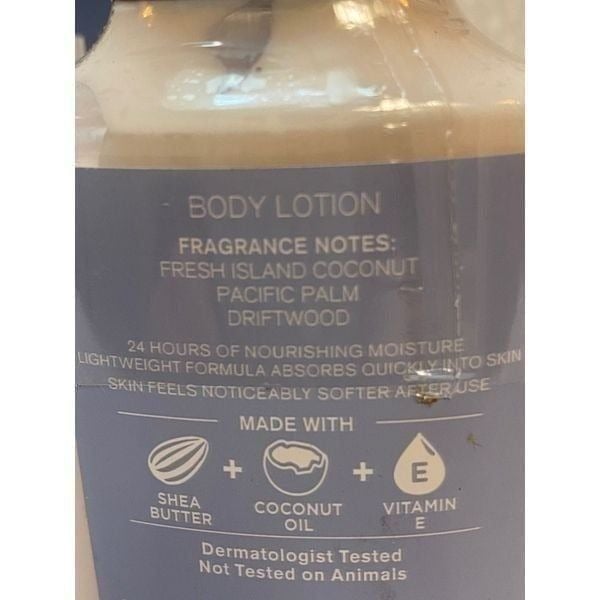 BODY LOTION
FRAGRANCE NOTES:
FRESH ISLAND COCONUT
PACIFIC PALM
DRIFTWOOD
24 HOURS OF NOURISHING MOISTURE
LIGHTWEIGHT FORMULA ABSORBS QUICKLY INTO SKIN
SKIN FEELS NOTICEABLY SOFTER AFTER USE
MADE WITH
SHEA BUTTER + COCONUT OIL + E VITAMIN E
Dermatologist Tested
Not Tested on Animals